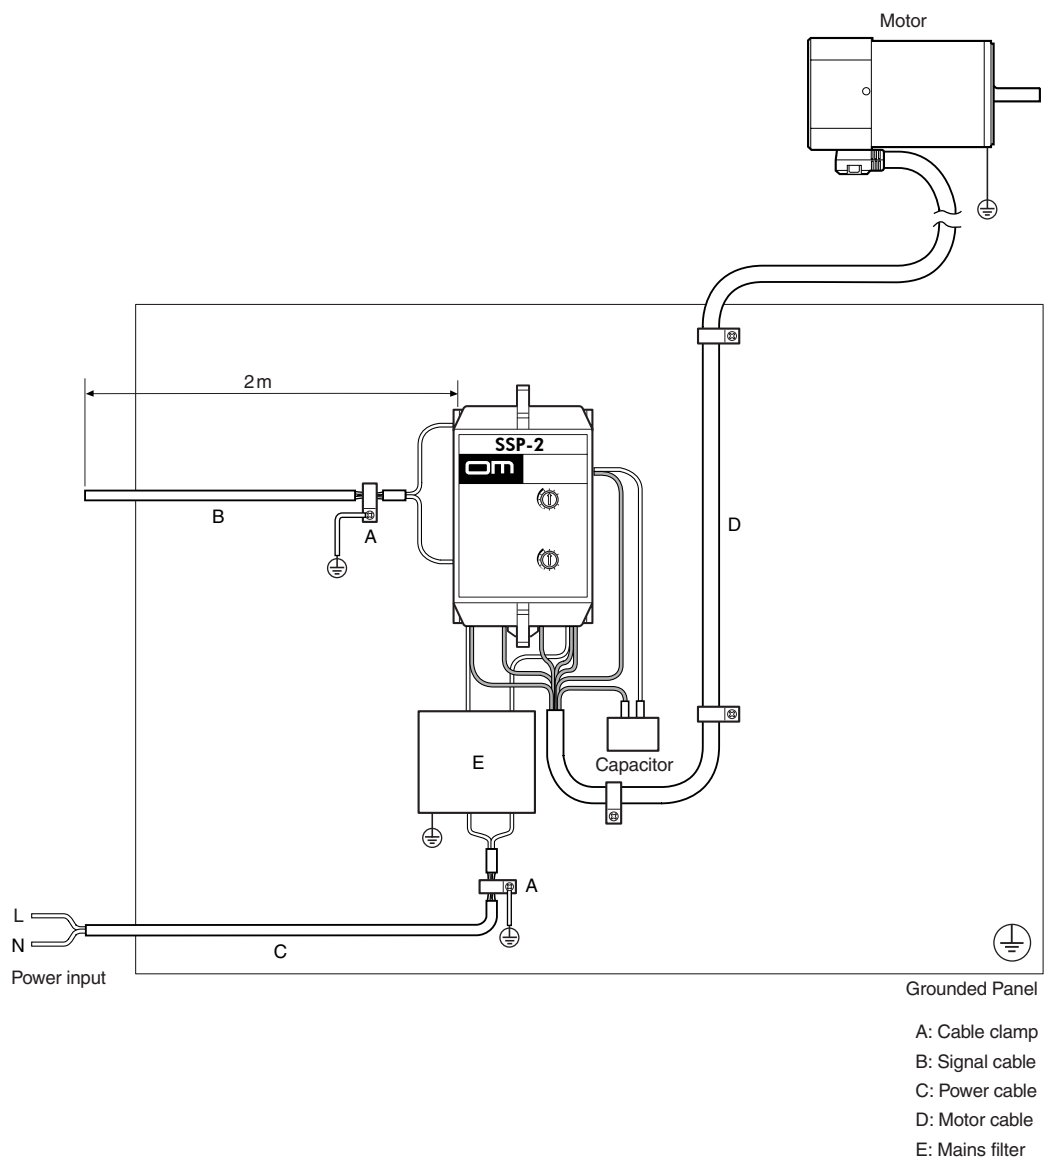 Motor
2 m
SSP-2
OM
B
A
D
E
Capacitor
A
L
N
C
Power input
Grounded Panel
A: Cable clamp
B: Signal cable
C: Power cable
D: Motor cable
E: Mains filter